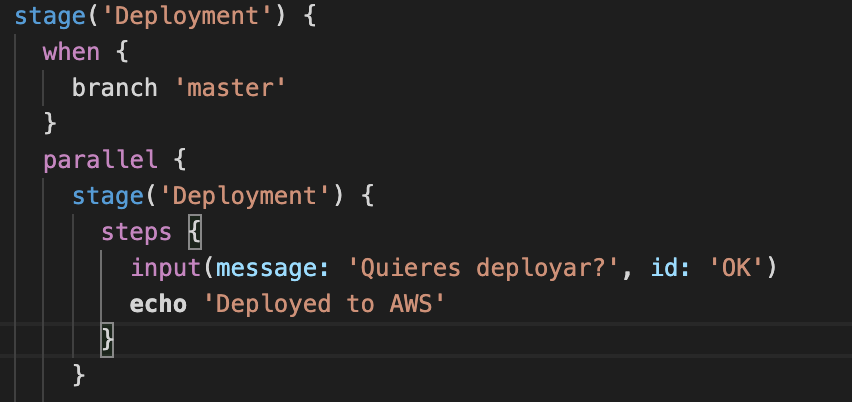 stage('Deployment') {
when {
branch 'master'
}
parallel {
stage('Deployment') {
steps {
input(message: 'Quieres deployar?', id: 'OK')
echo 'Deployed to AWS'
}
}